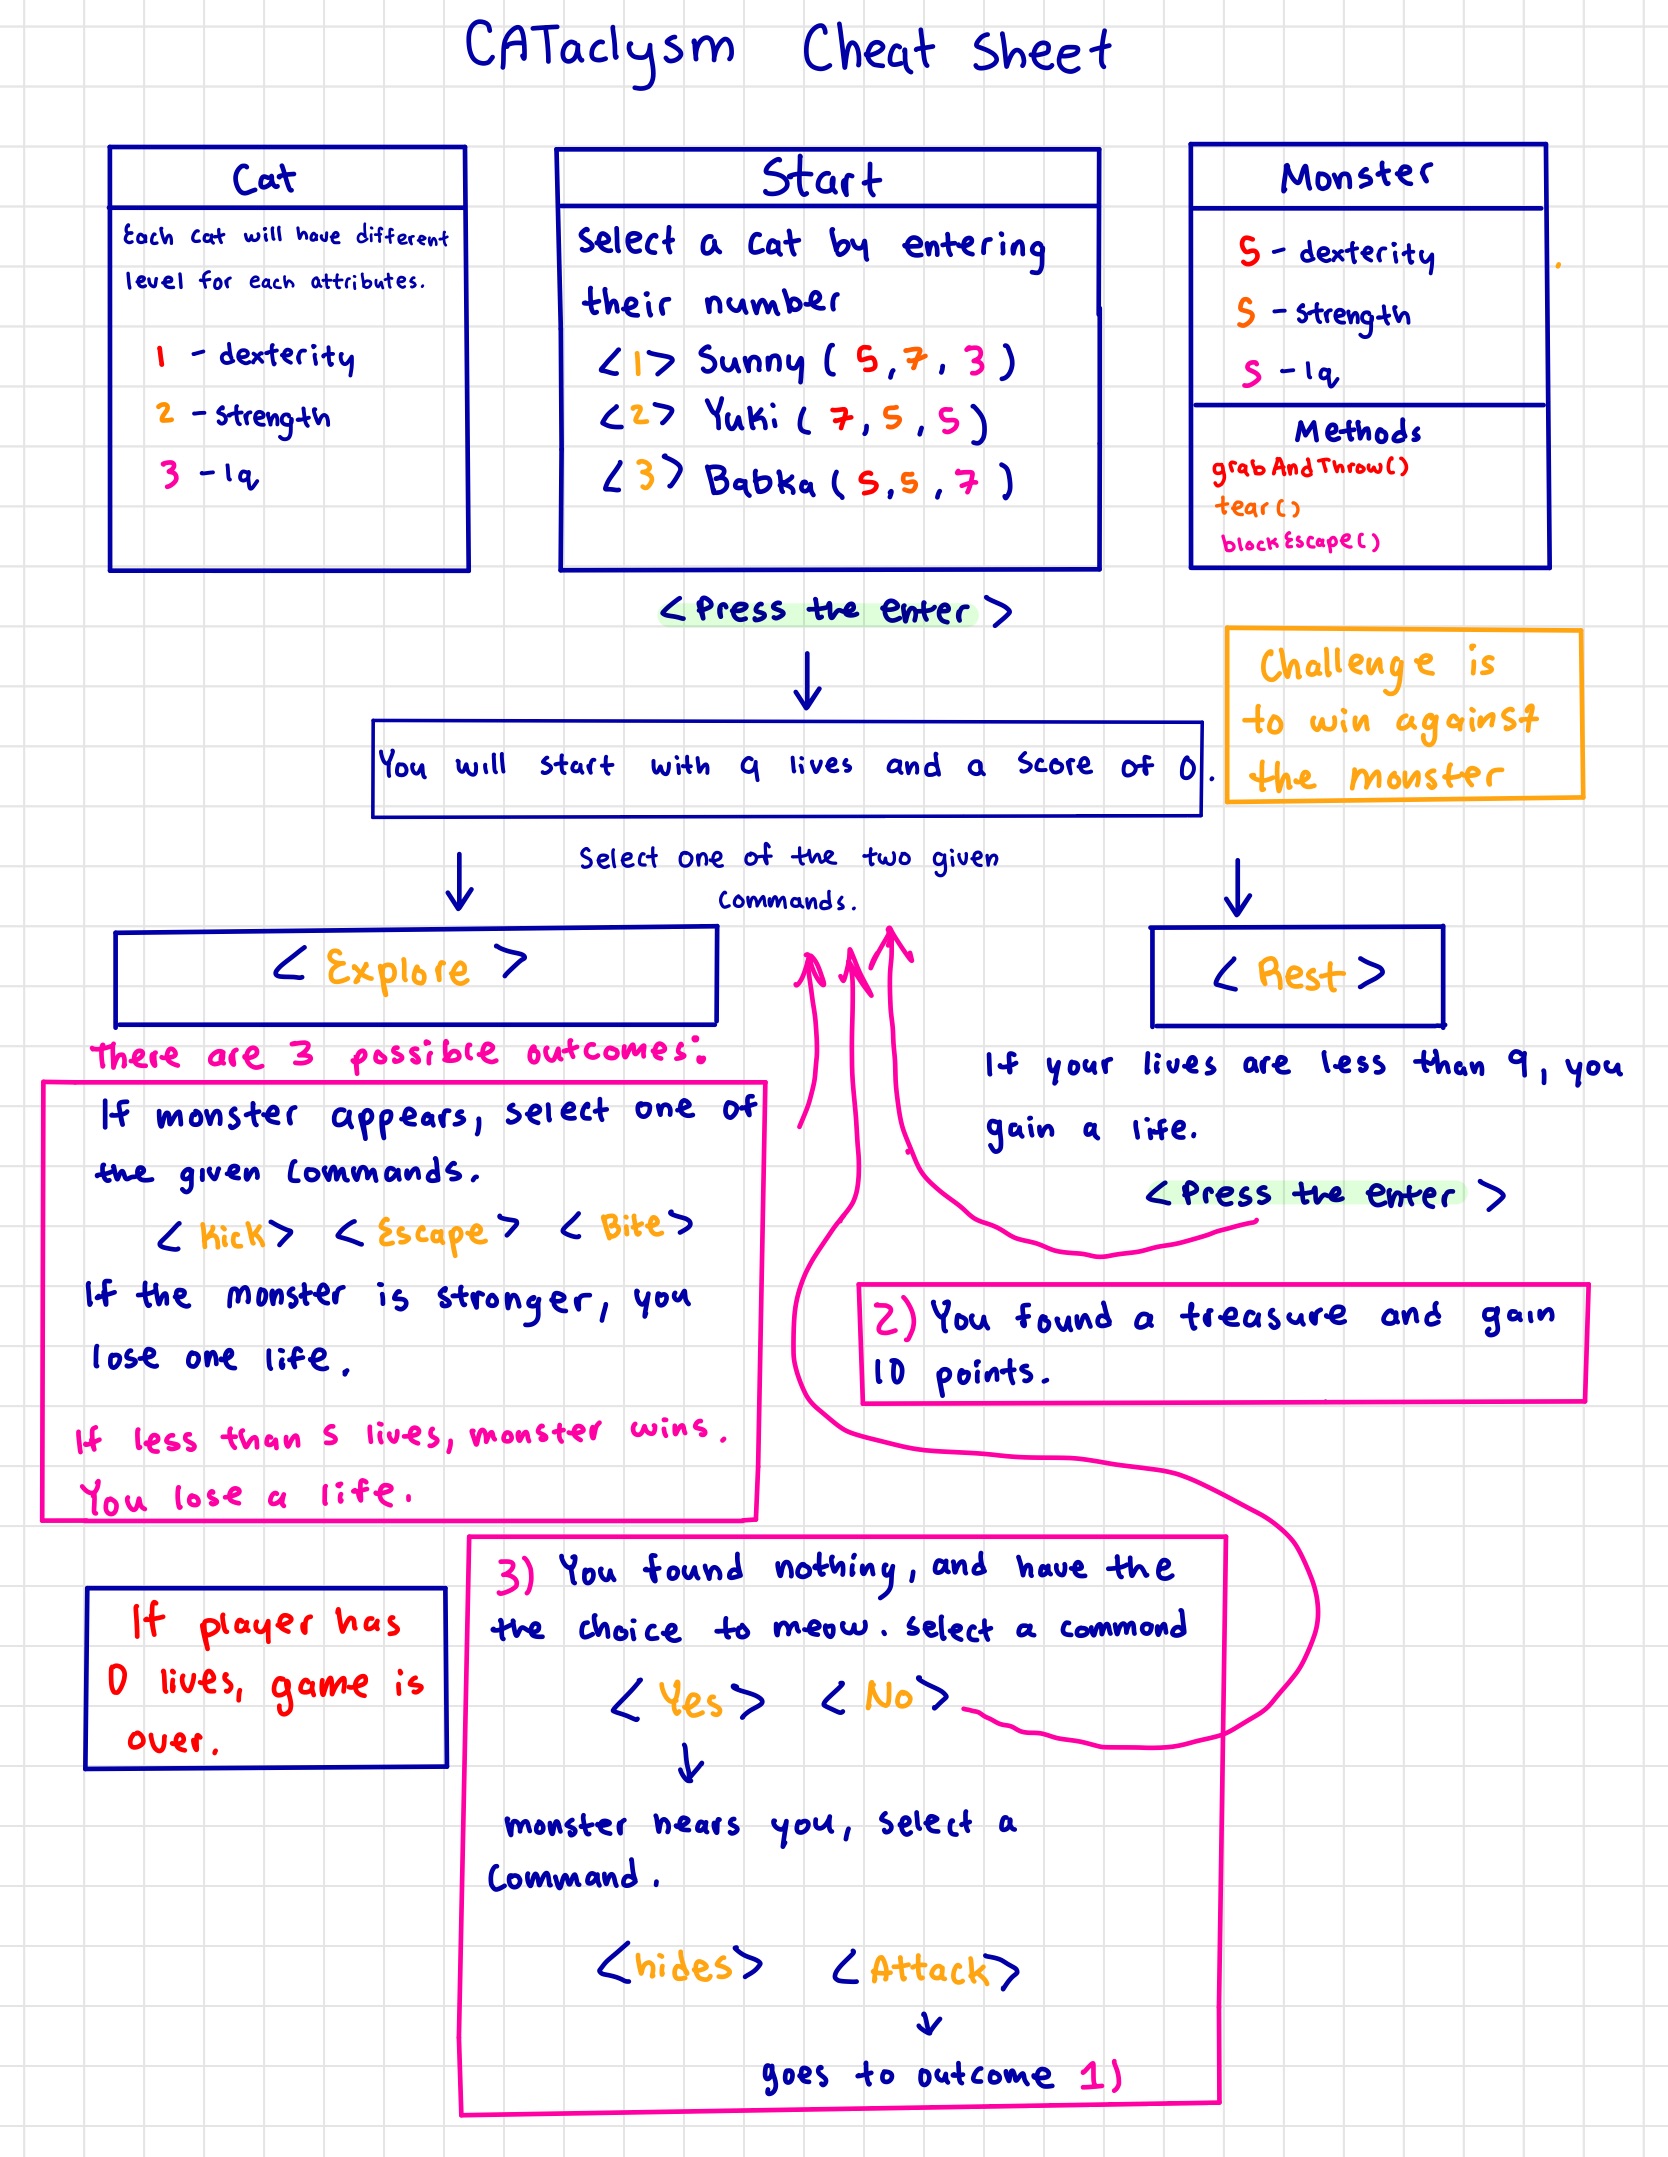 CATaclysm Cheat Sheet
Cat
Each cat will have different
level for each attributes.
1 - dexterity
2 - strength
3 - Iq
Start
select a cat by entering
their number
<1> Sunny (5,7,3)
<2> Yuki (7,5,5)
<3> Babka (5,5,7)
Monster
5 - dexterity
5 - strength
5 - Iq
Methods
grabAndThrow()
tear()
blockEscape()
<Press the enter>
Challenge is
to win against
the monster
You will start with 9 lives and a score of 0.
Select one of the two given
commands.
<Explore>
There are 3 possible outcomes:
If monster appears, select one of
the given commands.
<Kick> <Escape> <Bite>
If the monster is stronger, you
lose one life.
If less than 5 lives, monster wins.
You lose a life.
<Rest>
If your lives are less than 9, you
gain a life.
<Press the enter>
2) You found a treasure and gain
10 points.
If player has
0 lives, game is
over.
3) You found nothing, and have the
the choice to meow. select a command
<Yes> <No>
monster hears you, select a
command.
<hides> <Attack>
goes to outcome 1)